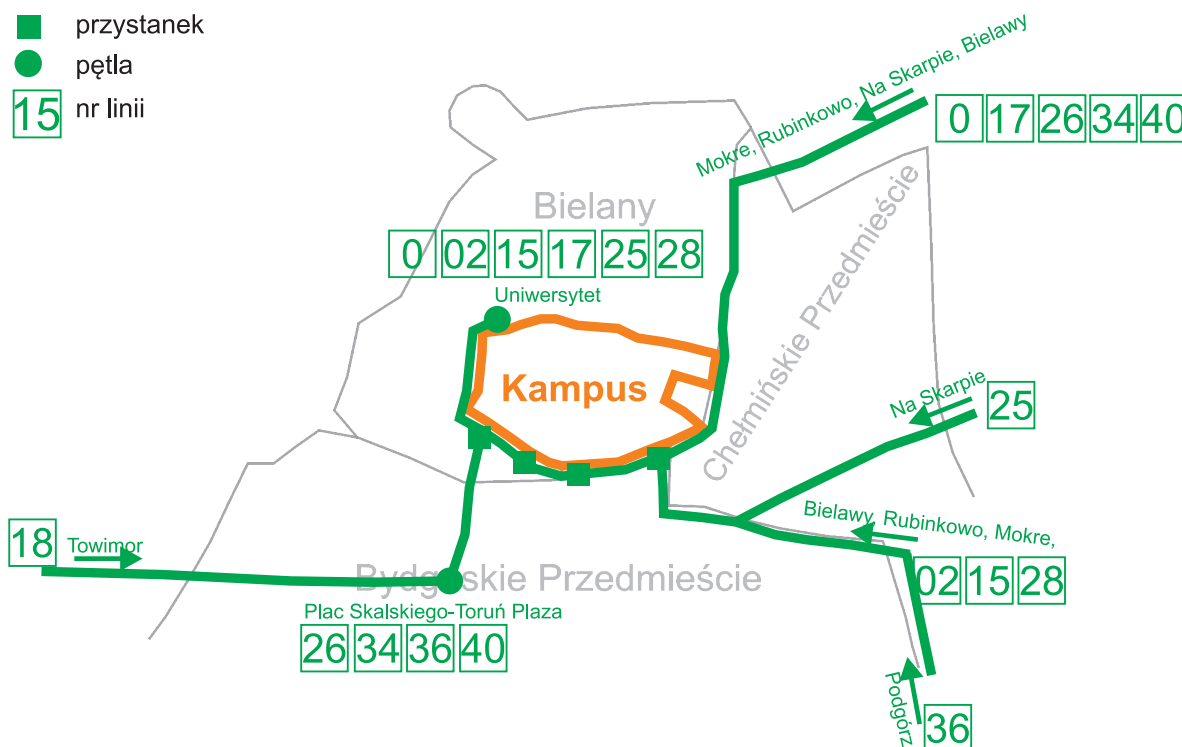 przystanek
pętla
15 nr linii
Mokre, Rubinkowo, Na Skarpie, Bielawy
0 17 26 34 40
Bielany
0 02 15 17 25 28
Uniwersytet
Kampus
Chełmińskie Przedmieście
Na Skarpie
25
Bielawy, Rubinkowo, Mokre,
02 15 28
18
Towimor
Bydgoskie Przedmieście
Plac Skalskiego-Toruń Plaza
26 34 36 40
Podgórz
36